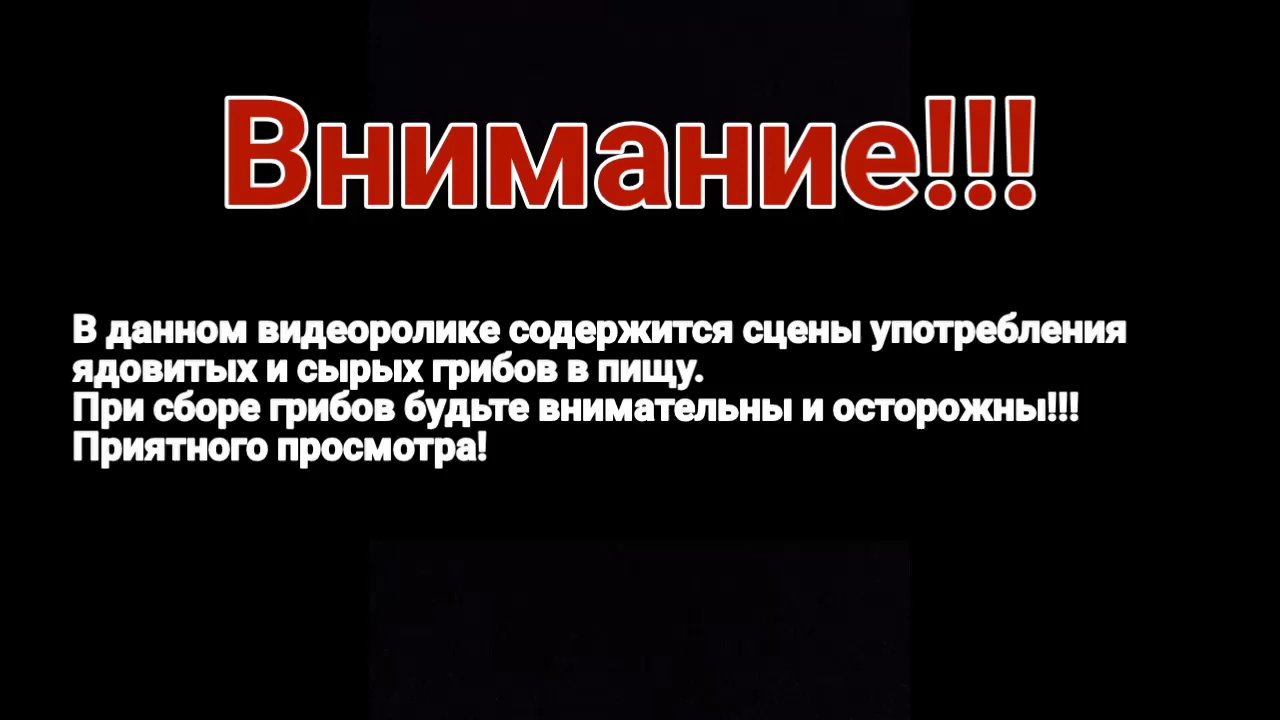 Внимание!!!
В данном видеоролике содержится сцены употребления
ядовитых и сырых грибов в пищу.
При сборе грибов будьте внимательны и осторожны!!!
Приятного просмотра!